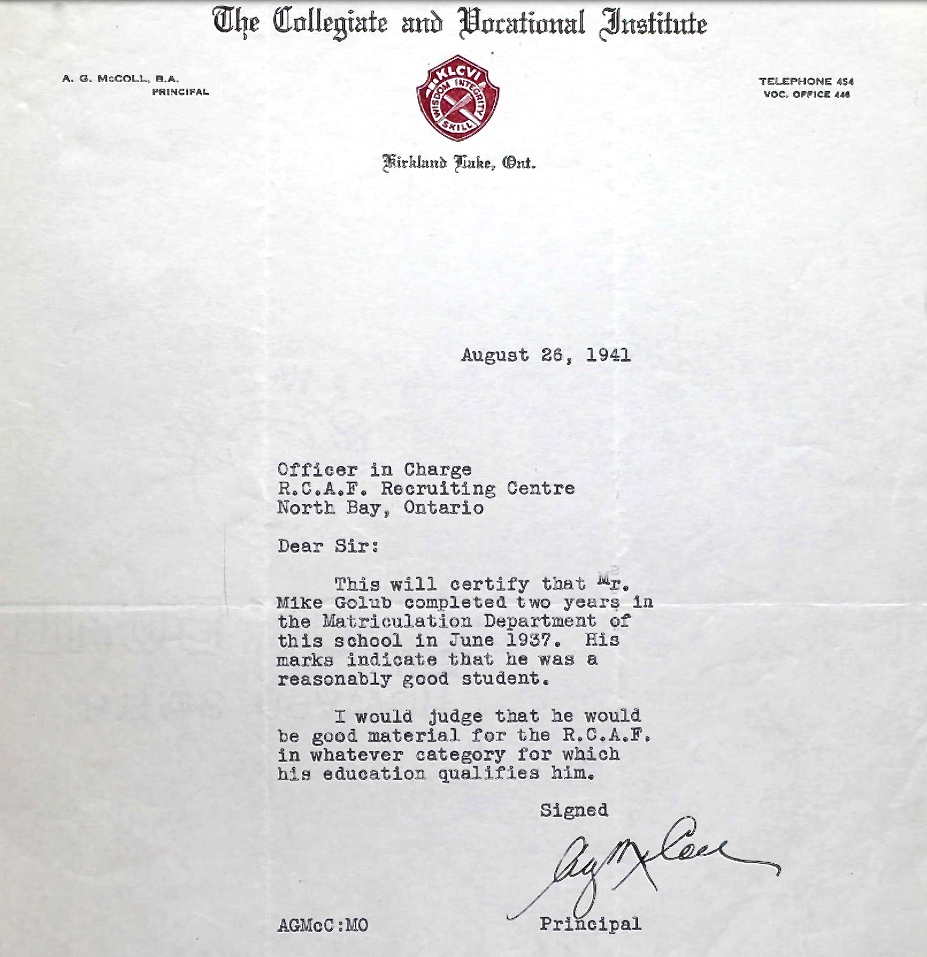 The Collegiate and Vocational Institute
A. G. McCOLL, B.A.
PRINCIPAL
KLCVI
WISDOM INTEGRITY
SKILL
TELEPHONE 454
VOC. OFFICE 446
Kirkland Lake, Ont.
August 26, 1941
Officer in Charge
R.C.A.F. Recruiting Centre
North Bay, Ontario
Dear Sir:
This will certify that Mr.
Mike Golub completed two years in
the Matriculation Department of
this school in June 1937. His
marks indicate that he was a
reasonably good student.
I would judge that he would
be good material for the R.C.A.F.
in whatever category for which
his education qualifies him.
Signed
AG McColl
AGMcC:MO
Principal